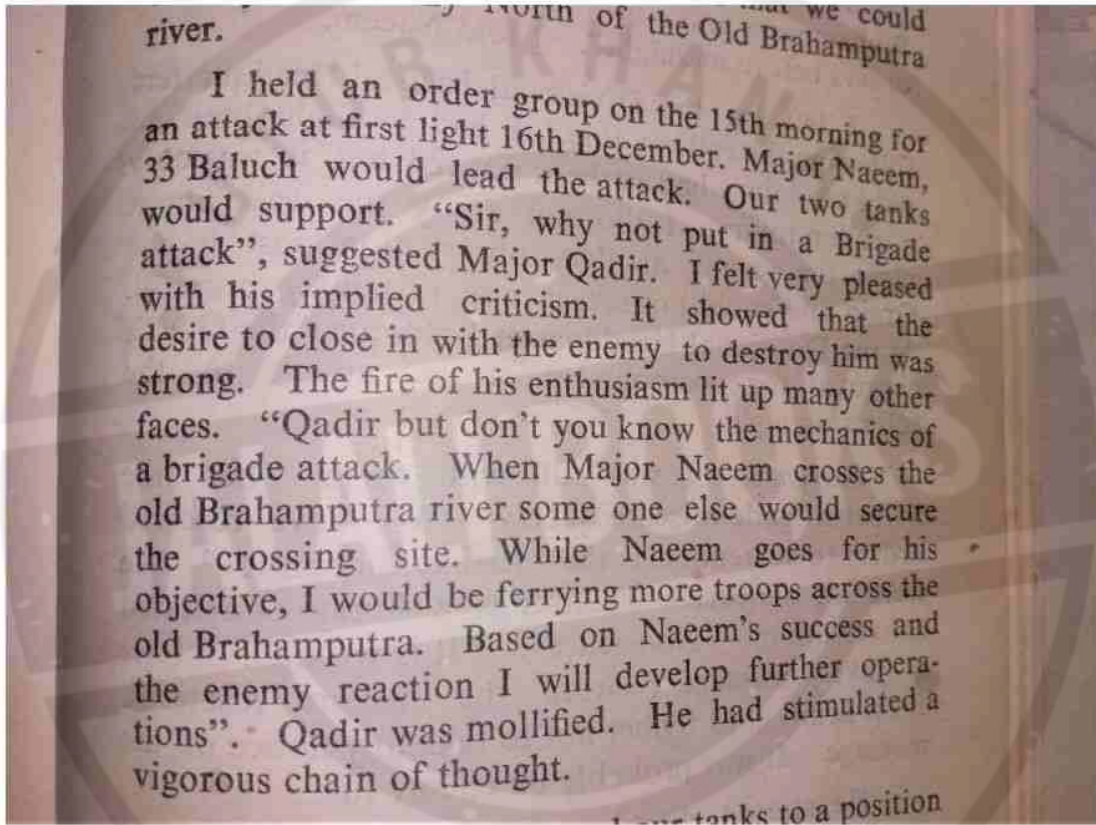 North of the Old Brahamputra we could
river.
I held an order group on the 15th morning for
an attack at first light 16th December. Major Naeem,
33 Baluch would lead the attack. Our two tanks
would support. “Sir, why not put in a Brigade
attack”, suggested Major Qadir. I felt very pleased
with his implied criticism. It showed that the
desire to close in with the enemy to destroy him was
strong. The fire of his enthusiasm lit up many other
faces. “Qadir but don’t you know the mechanics of
a brigade attack. When Major Naeem crosses the
old Brahamputra river some one else would secure
the crossing site. While Naeem goes for his
objective, I would be ferrying more troops across the
old Brahamputra. Based on Naeem’s success and
the enemy reaction I will develop further opera-
tions”. Qadir was mollified. He had stimulated a
vigorous chain of thought.
tanks to a position